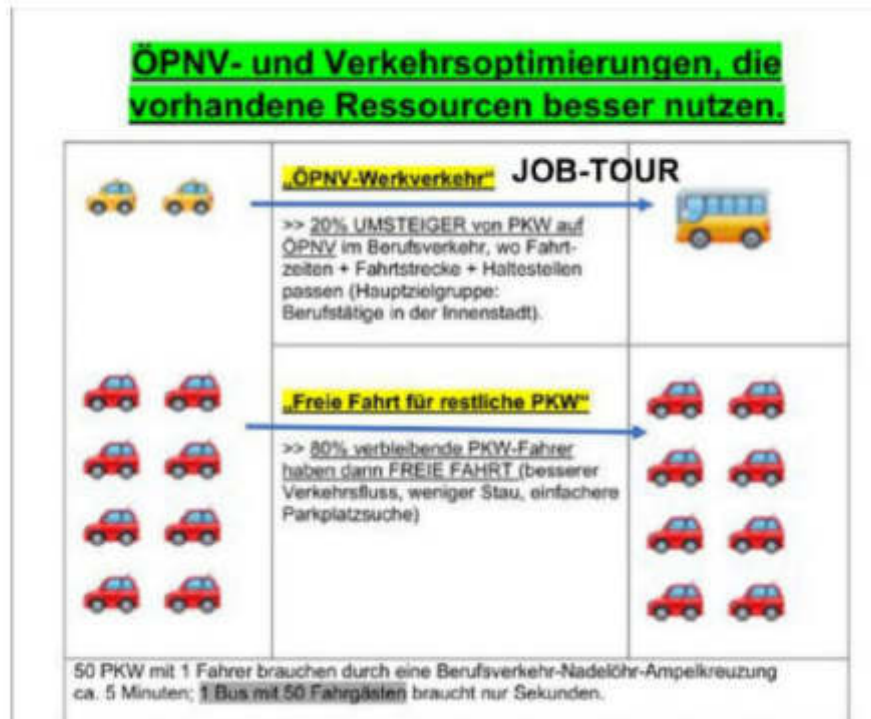 ÖPNV- und Verkehrsoptimierungen, die
vorhandene Ressourcen besser nutzen.
„ÖPNV-Werkverkehr" JOB-TOUR
>> 20% UMSTEIGER von PKW auf
ÖPNV im Berufsverkehr, wo Fahrt-
zeiten + Fahrtstrecke + Haltestellen
passen (Hauptzielgruppe:
Berufstätige in der Innenstadt).
„Freie Fahrt für restliche PKW"
>> 80% verbleibende PKW-Fahrer
haben dann FREIE FAHRT (besserer
Verkehrsfluss, weniger Stau, einfachere
Parkplatzsuche)
50 PKW mit 1 Fahrer brauchen durch eine Berufsverkehr-Nadelöhr-Ampelkreuzung
ca. 5 Minuten; 1 Bus mit 50 Fahrgästen braucht nur Sekunden.